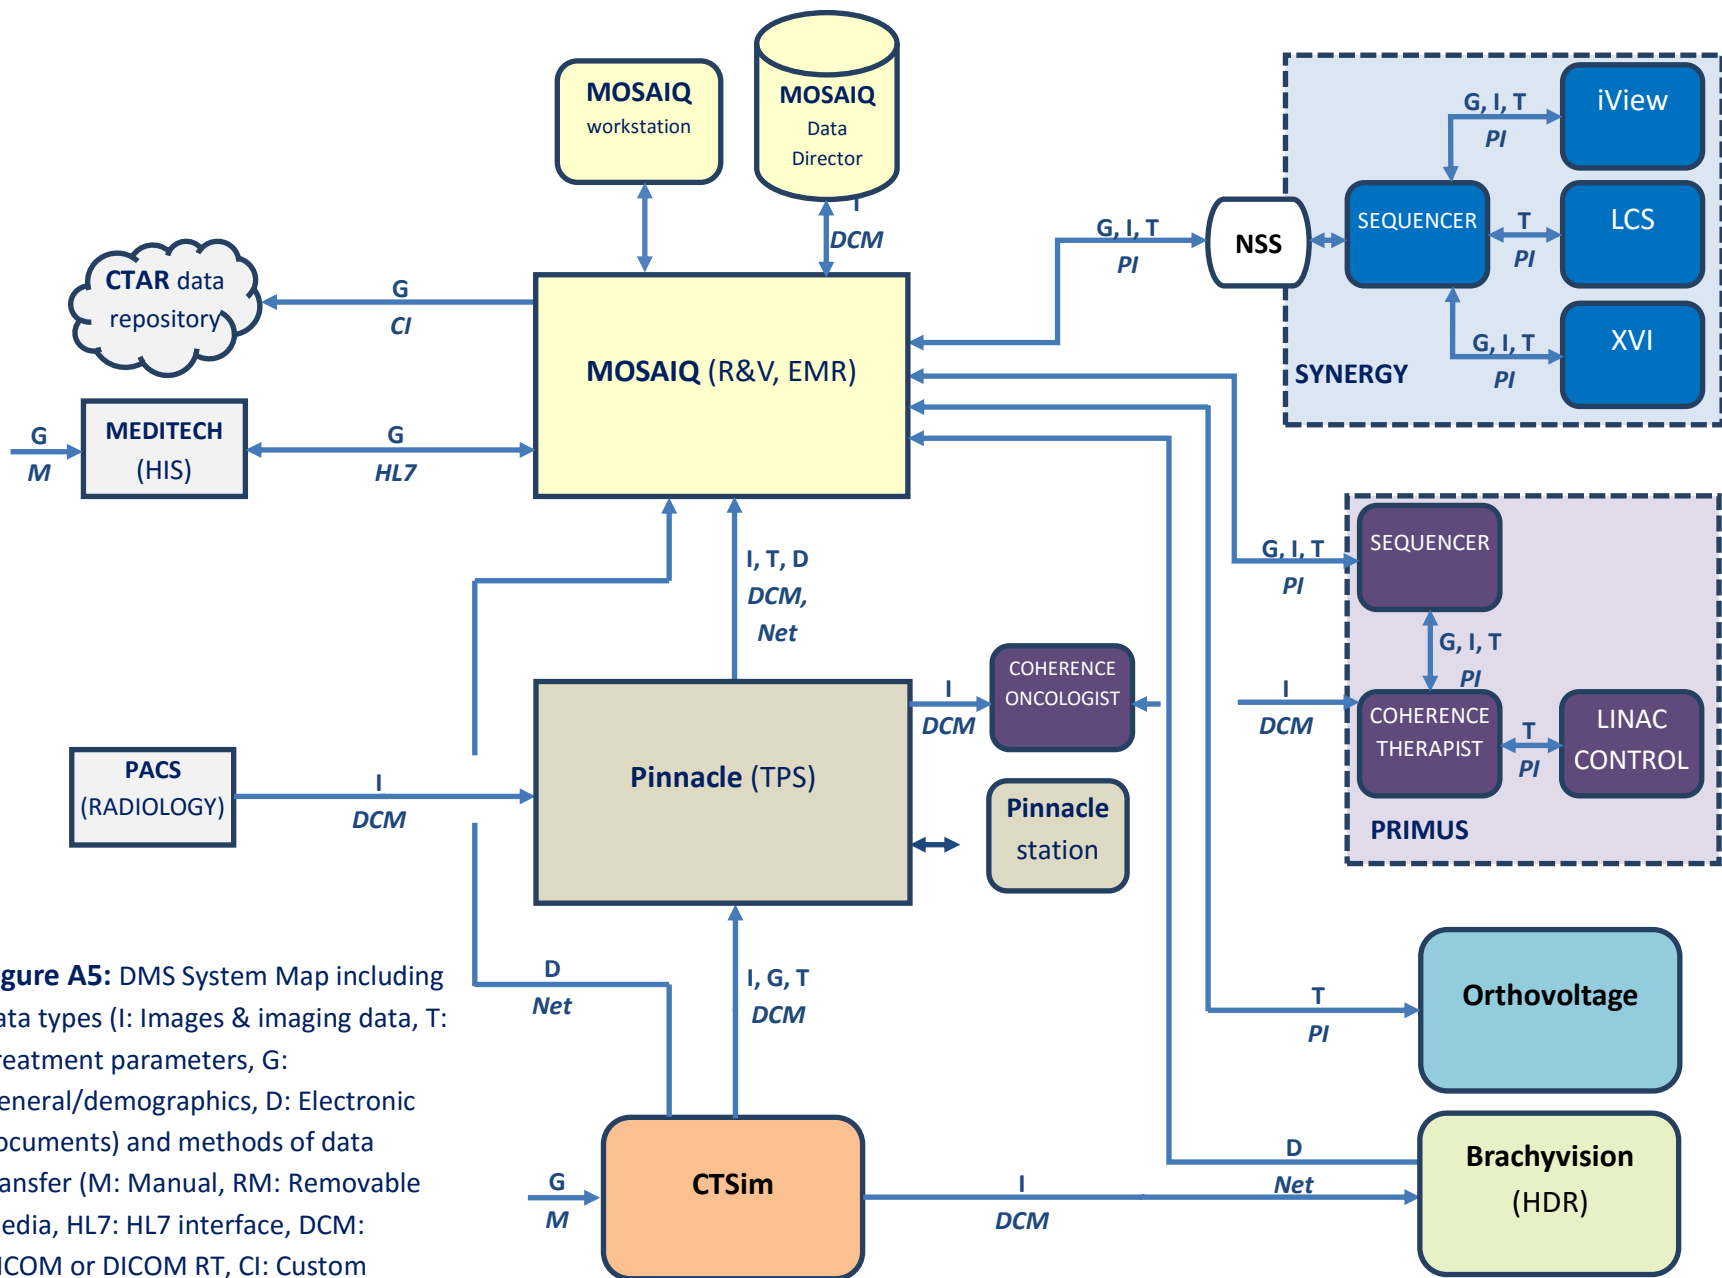 MOSAIQ
workstation
MOSAIQ
Data
Director
I
DCM
CTAR data
repository
G
CI
MOSAIQ (R&V, EMR)
G
M
MEDITECH
(HIS)
G
HL7
G, I, T
PI
NSS
SEQUENCER
G, I, T
PI
iView
T
PI
LCS
G, I, T
PI
XVI
SYNERGY
G, I, T
PI
SEQUENCER
G, I, T
PI
I
DCM
COHERENCE
THERAPIST
T
PI
LINAC
CONTROL
PRIMUS
I, T, D
DCM,
Net
Pinnacle (TPS)
I
DCM
COHERENCE
ONCOLOGIST
Pinnacle
station
PACS
(RADIOLOGY)
I
DCM
D
Net
I, G, T
DCM
T
PI
Orthovoltage
G
M
CTSim
I
DCM
D
Net
Brachyvision
(HDR)
igure A5: DMS System Map including
ata types (I: Images & imaging data, T:
reatment parameters, G:
eneral/demographics, D: Electronic
ocuments) and methods of data
ansfer (M: Manual, RM: Removable
edia, HL7: HL7 interface, DCM:
ICOM or DICOM RT, CI: Custom